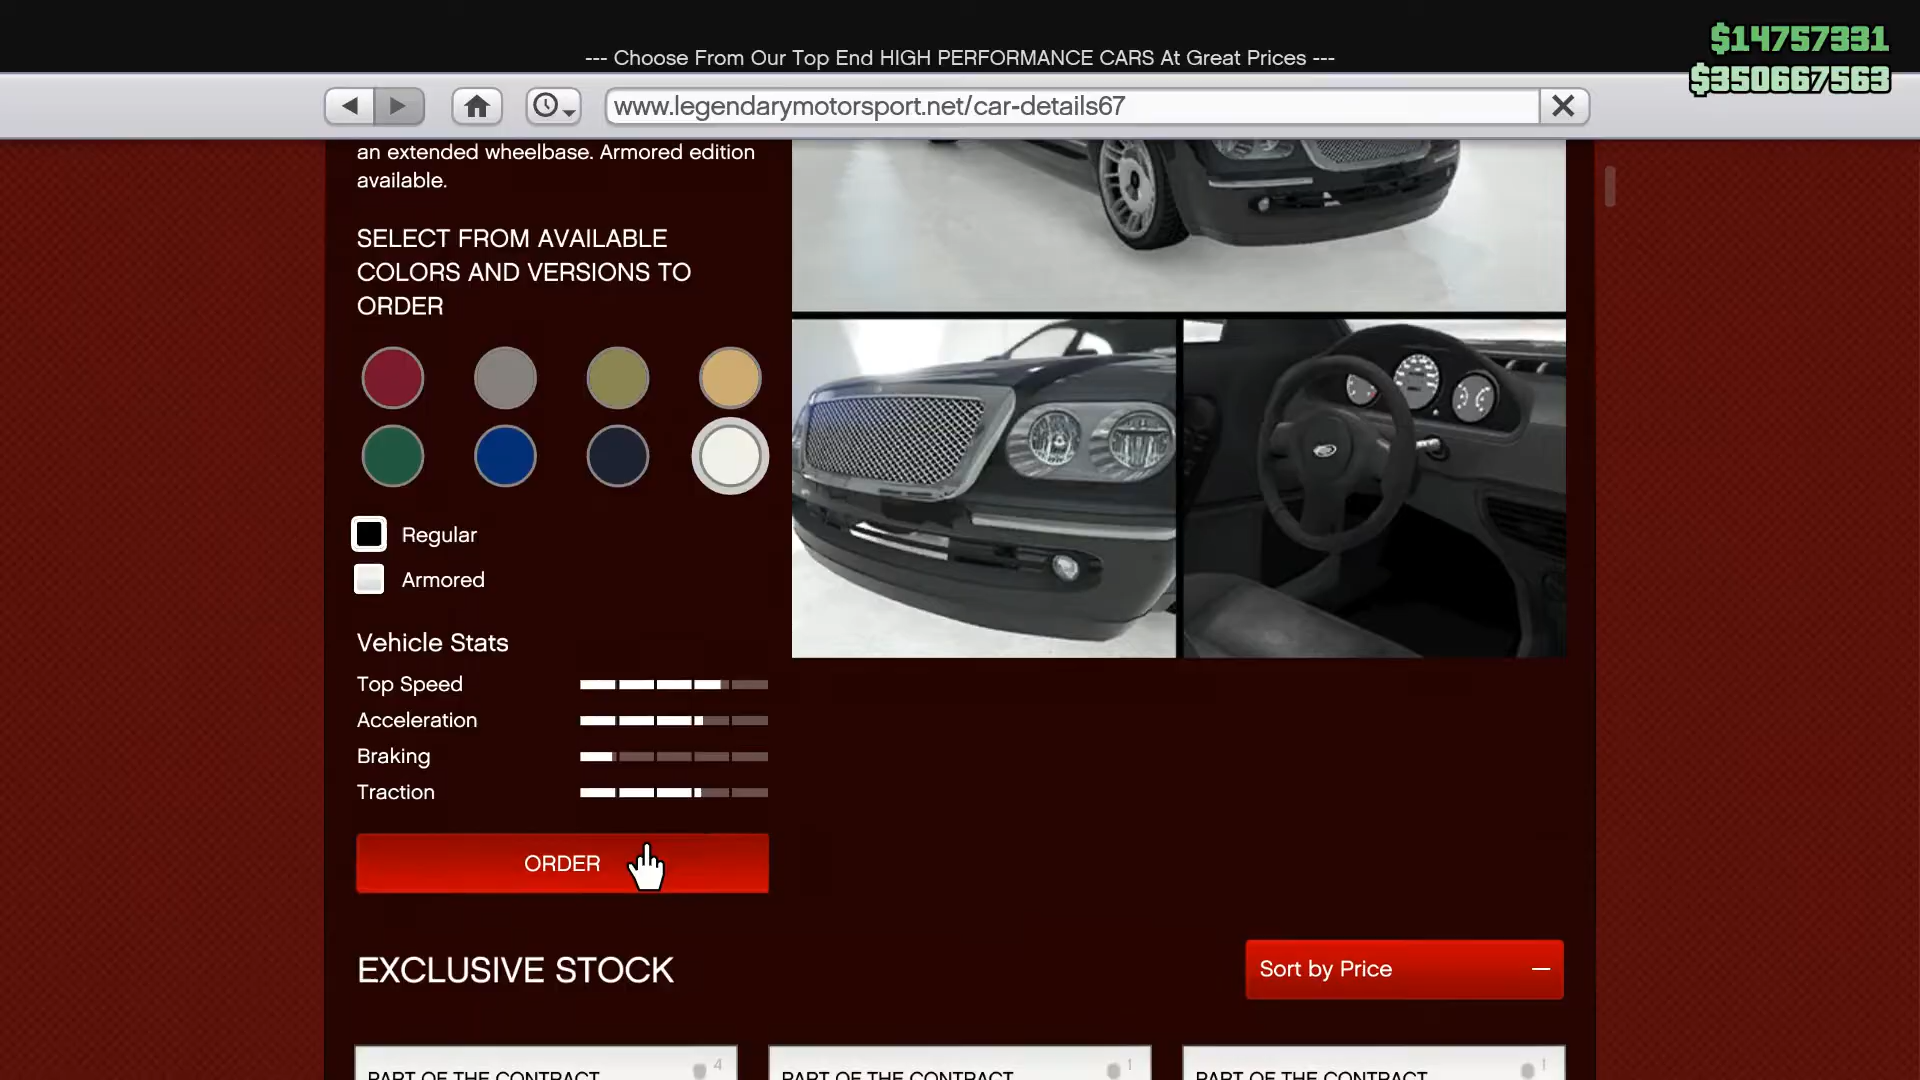 $14757331
--- Choose From Our Top End HIGH PERFORMANCE CARS At Great Prices ---
$350667563
www.legendarymotorsport.net/car-details67
an extended wheelbase. Armored edition
available.
SELECT FROM AVAILABLE
COLORS AND VERSIONS TO
ORDER
Regular
Armored
Vehicle Stats
Top Speed
Acceleration
Braking
Traction
ORDER
EXCLUSIVE STOCK
Sort by Price
PART OF THE CONTRACT 4
PART OF THE CONTRACT 1
PART OF THE CONTRACT 1